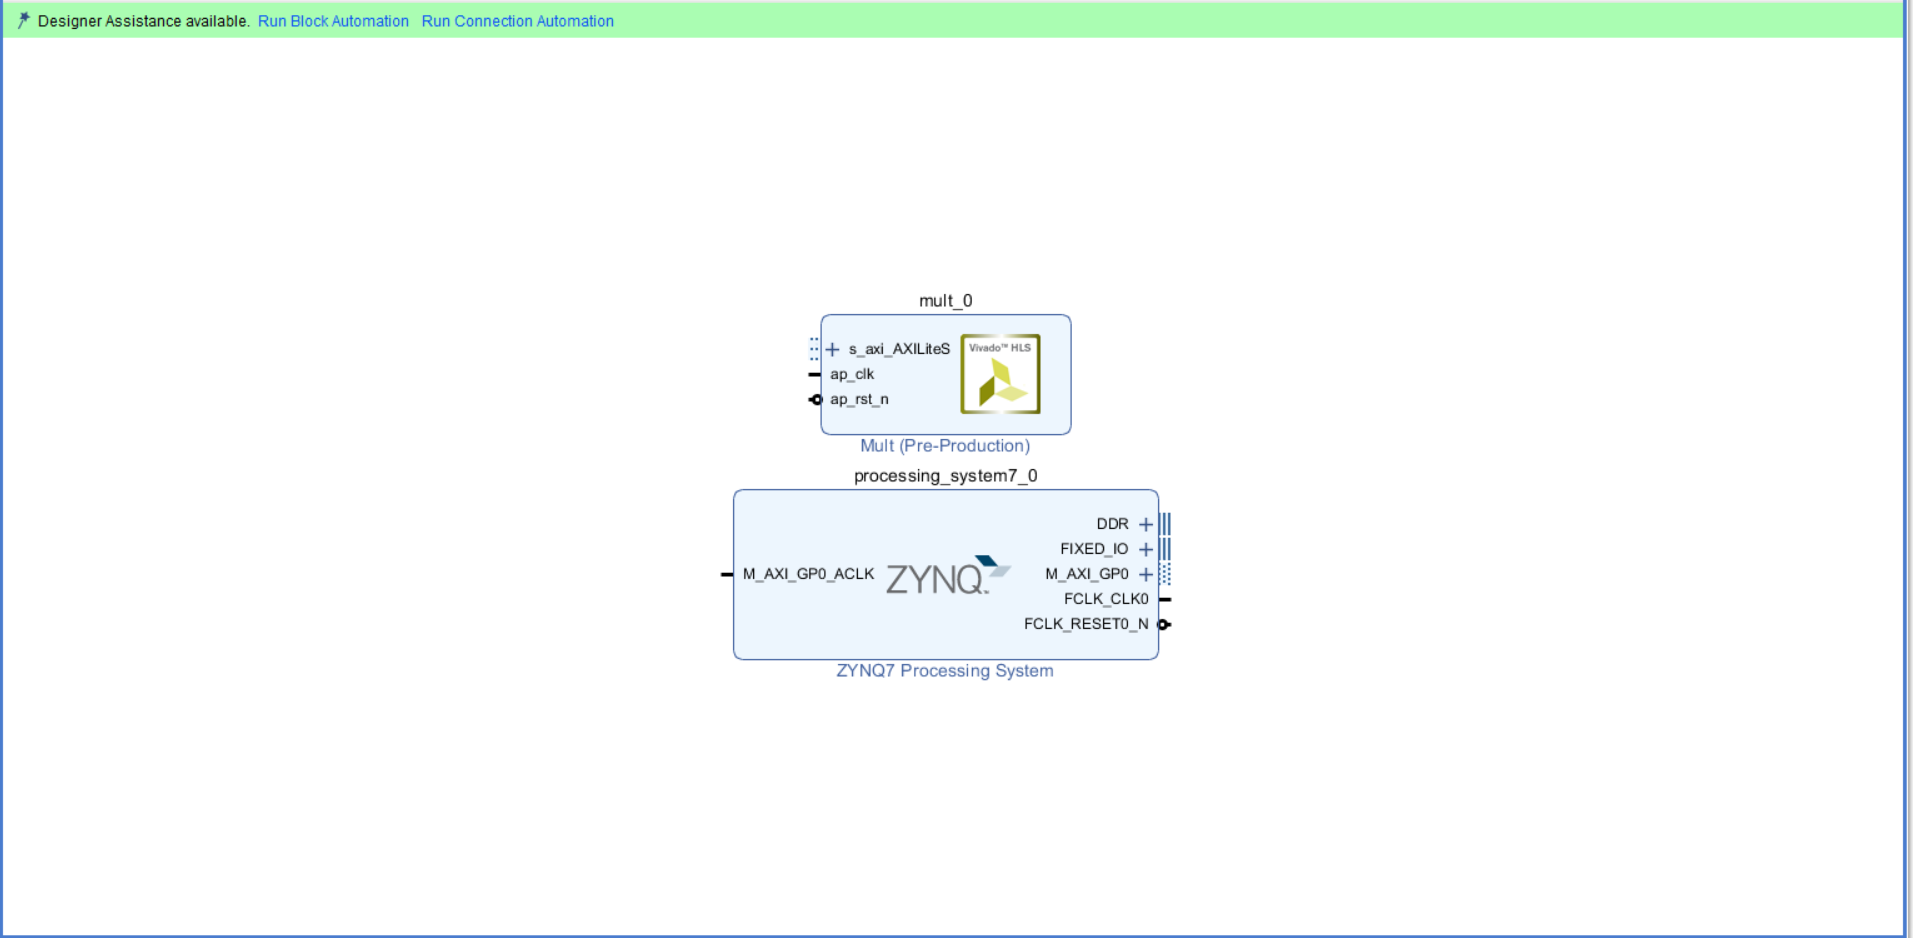 Designer Assistance available. Run Block Automation Run Connection Automation
mult_0
s_axi_AXILiteS
Vivado™ HLS
ap_clk
ap_rst_n
Mult (Pre-Production)
processing_system7_0
DDR
FIXED_IO
M_AXI_GP0_ACLK
ZYNQ™
M_AXI_GP0
FCLK_CLK0
FCLK_RESET0_N
ZYNQ7 Processing System